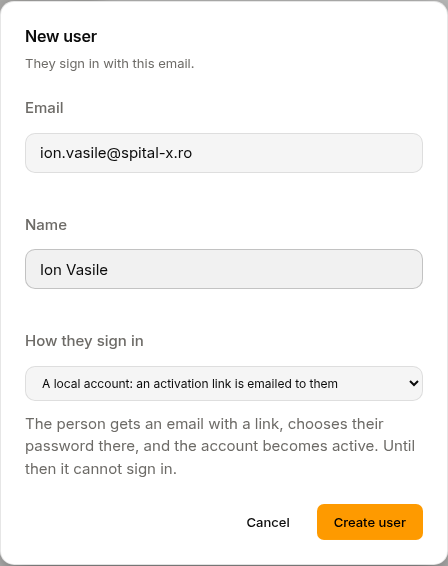 New user
They sign in with this email.
Email
ion.vasile@spital-x.ro
Name
Ion Vasile
How they sign in
A local account: an activation link is emailed to them
The person gets an email with a link, chooses their
password there, and the account becomes active. Until
then it cannot sign in.
Cancel
Create user